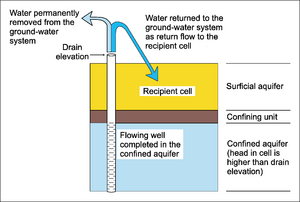 Water permanently
removed from the
ground-water
system
Water returned to the
ground-water system
as return flow to the
recipient cell
Drain
elevation
Recipient cell
Surficial aquifer
Confining unit
Flowing well
completed in the
confined aquifer
Confined aquifer
(head in cell is
higher than drain
elevation)